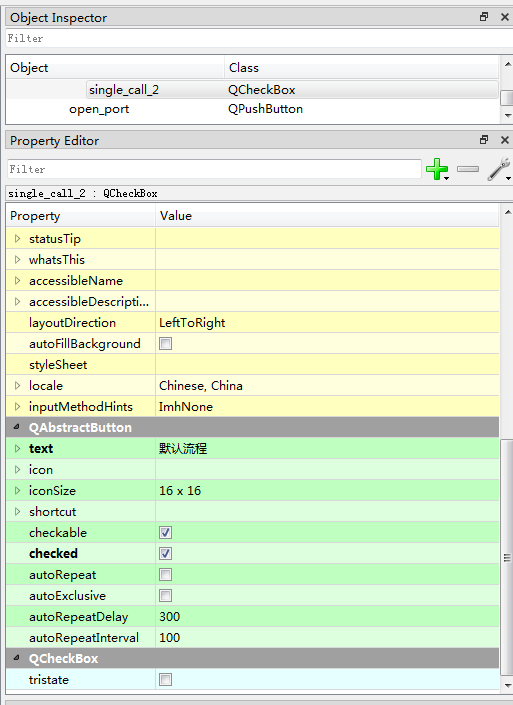 Object Inspector
Filter
Object Class
single_call_2 QCheckBox
open_port QPushButton
Property Editor
Filter
single_call_2 : QCheckBox
Property Value
statusTip
whatsThis
accessibleName
accessibleDescripti...
layoutDirection LeftToRight
autoFillBackground
styleSheet
locale Chinese, China
inputMethodHints ImhNone
QAbstractButton
text 默认流程
icon
iconSize 16 x 16
shortcut
checkable
checked
autoRepeat
autoExclusive
autoRepeatDelay 300
autoRepeatInterval 100
QCheckBox
tristate